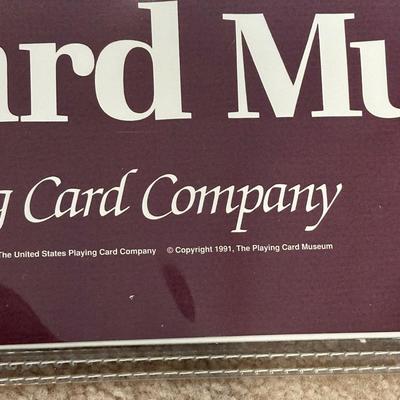 ard Mu
g Card Company
The United States Playing Card Company © Copyright 1991, The Playing Card Museum